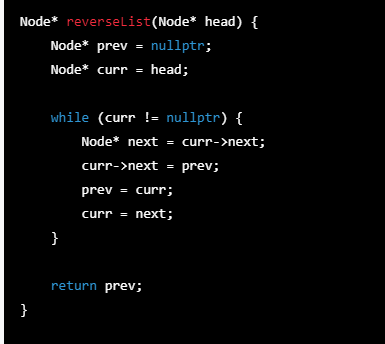 Node* reverseList(Node* head) {
    Node* prev = nullptr;
    Node* curr = head;

    while (curr != nullptr) {
        Node* next = curr->next;
        curr->next = prev;
        prev = curr;
        curr = next;
    }

    return prev;
}